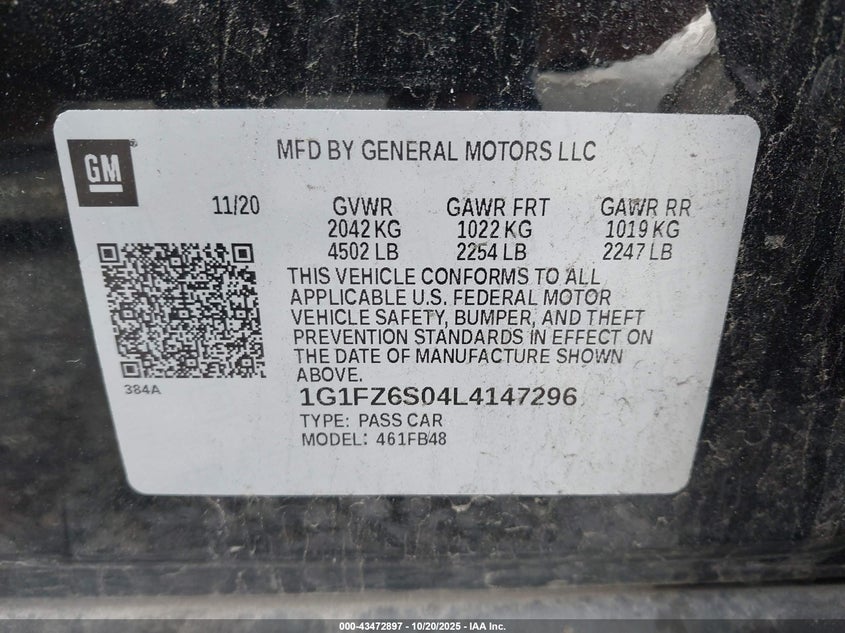 GM
MFD BY GENERAL MOTORS LLC
11/20 GVWR GAWR FRT GAWR RR
2042 KG 1022 KG 1019 KG
4502 LB 2254 LB 2247 LB
THIS VEHICLE CONFORMS TO ALL
APPLICABLE U.S. FEDERAL MOTOR
VEHICLE SAFETY, BUMPER, AND THEFT
PREVENTION STANDARDS IN EFFECT ON
THE DATE OF MANUFACTURE SHOWN
ABOVE.
384A
1G1FZ6S04L4147296
TYPE: PASS CAR
MODEL: 461FB48
000-43472897 - 10/20/2025 - IAA Inc.